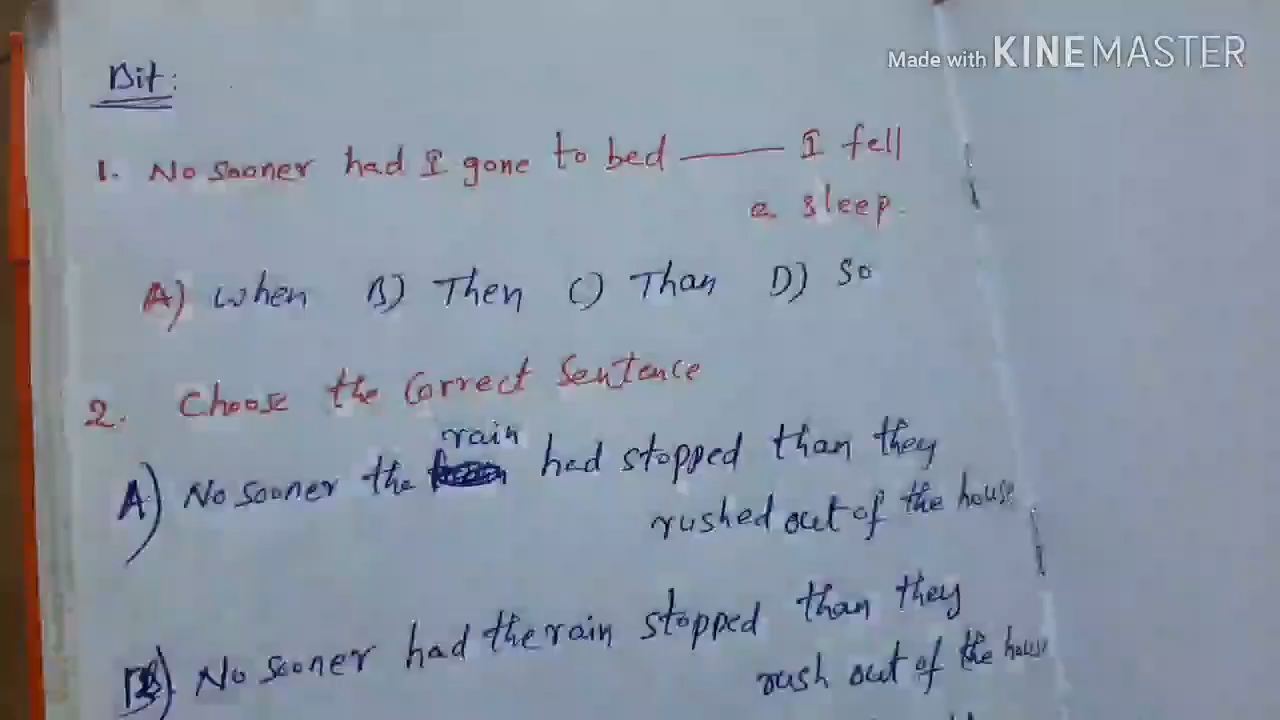 Made with KINEMASTER
Bit:
1. No sooner had I gone to bed —— I fell
a sleep.
A) when B) Then C) Than D) So
2. Choose the Correct Sentence
A) No sooner the rain had stopped than they
rushed out of the house
B) No sooner had the rain stopped than they
rush out of the house